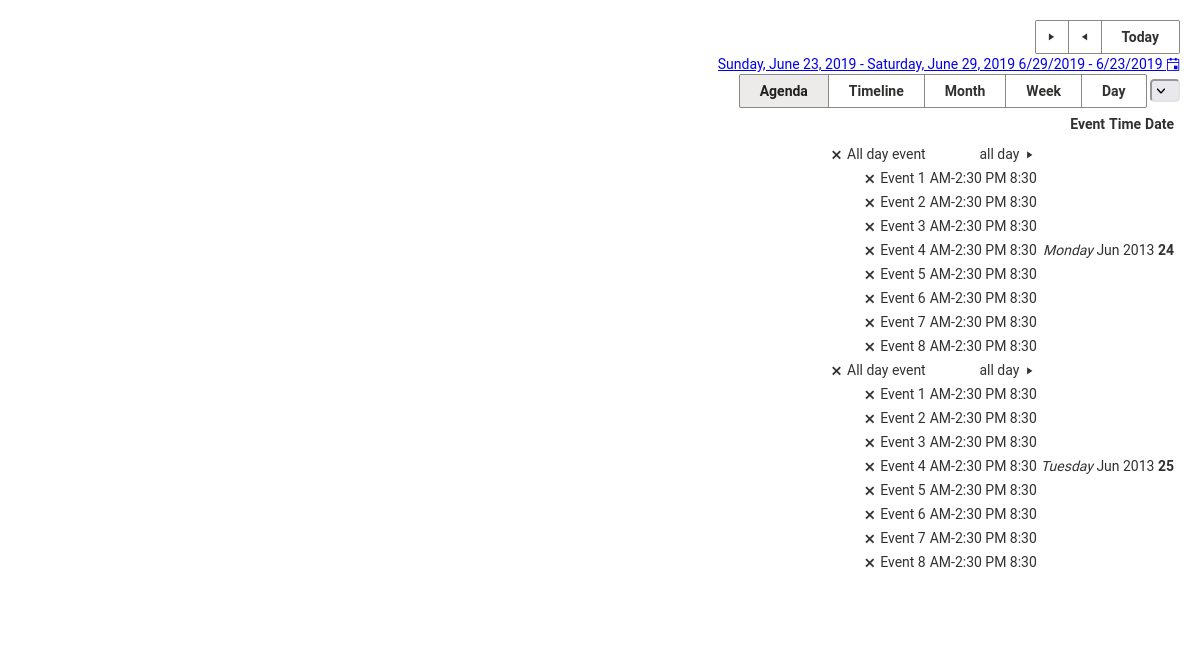 Today
Sunday, June 23, 2019 - Saturday, June 29, 2019 6/29/2019 - 6/23/2019
Agenda Timeline Month Week Day
Event Time Date
All day event all day
Event 1 AM-2:30 PM 8:30
Event 2 AM-2:30 PM 8:30
Event 3 AM-2:30 PM 8:30
Event 4 AM-2:30 PM 8:30 Monday Jun 2013 24
Event 5 AM-2:30 PM 8:30
Event 6 AM-2:30 PM 8:30
Event 7 AM-2:30 PM 8:30
Event 8 AM-2:30 PM 8:30
All day event all day
Event 1 AM-2:30 PM 8:30
Event 2 AM-2:30 PM 8:30
Event 3 AM-2:30 PM 8:30
Event 4 AM-2:30 PM 8:30 Tuesday Jun 2013 25
Event 5 AM-2:30 PM 8:30
Event 6 AM-2:30 PM 8:30
Event 7 AM-2:30 PM 8:30
Event 8 AM-2:30 PM 8:30